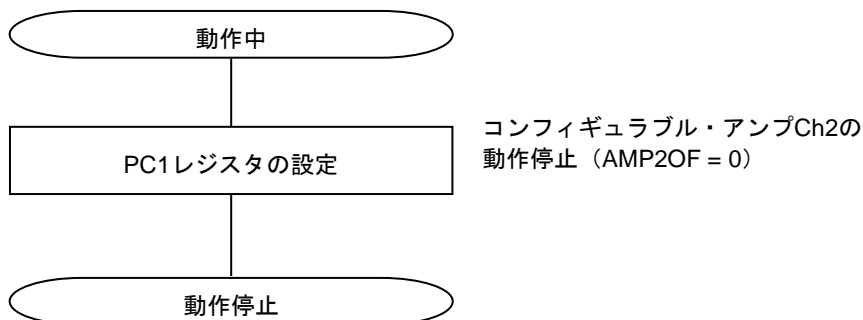 動作中
PC1レジスタの設定
コンフィギュラブル・アンプCh2の
動作停止（AMP2OF = 0）
動作停止